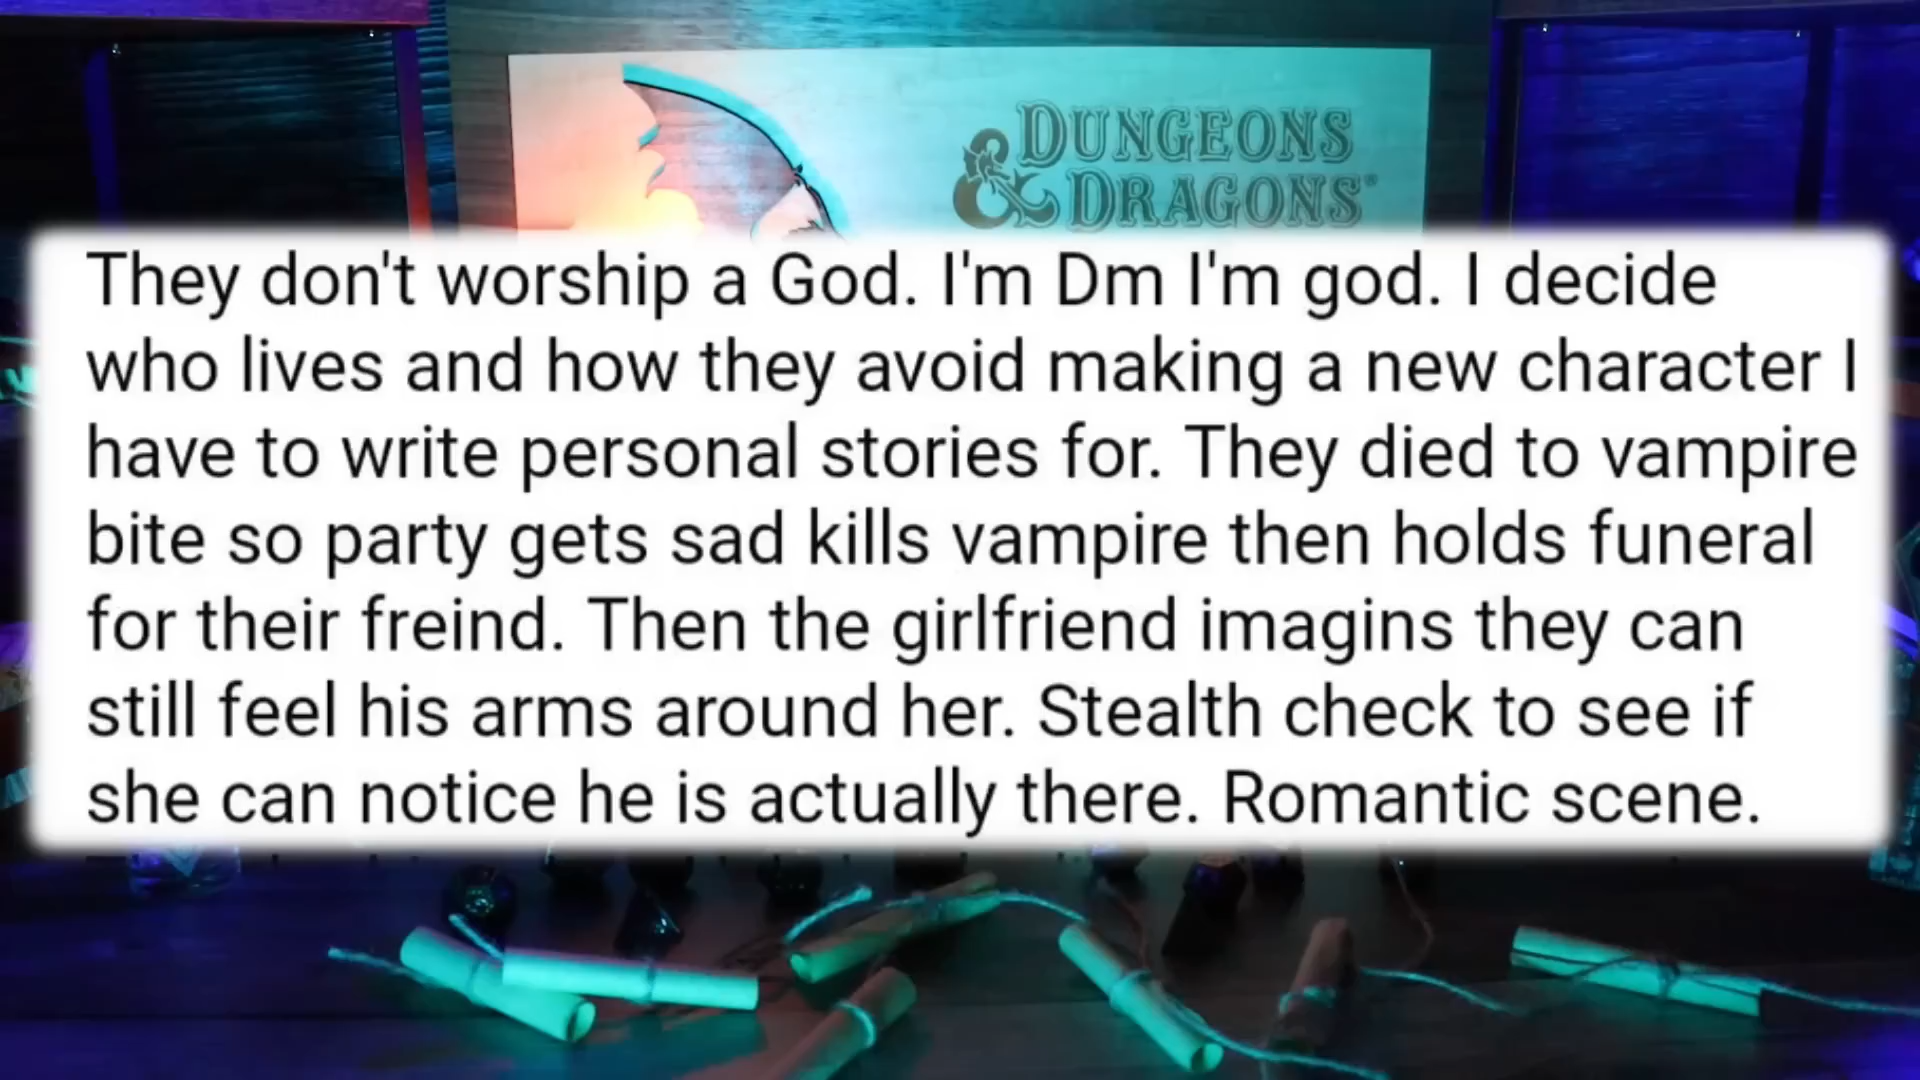 DUNGEONS
& DRAGONS®
They don't worship a God. I'm Dm I'm god. I decide
who lives and how they avoid making a new character I
have to write personal stories for. They died to vampire
bite so party gets sad kills vampire then holds funeral
for their freind. Then the girlfriend imagins they can
still feel his arms around her. Stealth check to see if
she can notice he is actually there. Romantic scene.